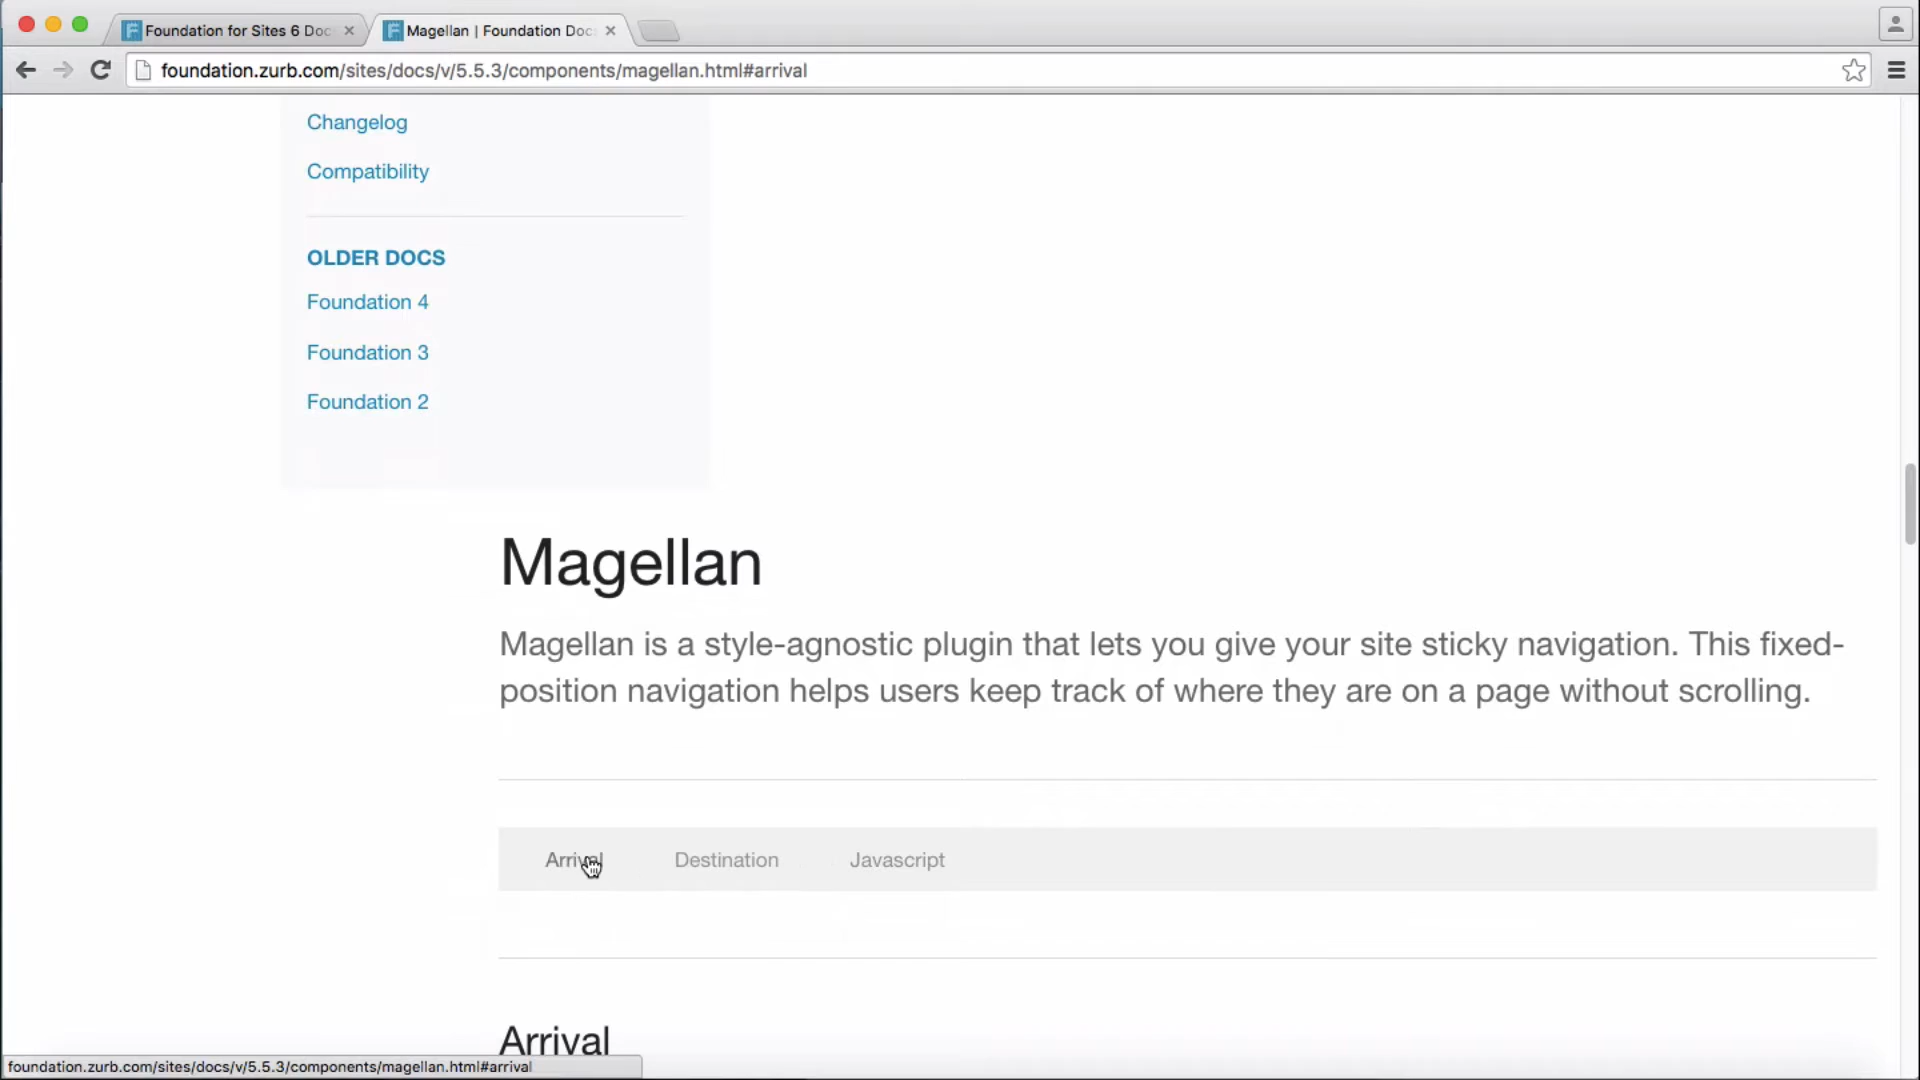 Foundation for Sites 6 Doc
Magellan | Foundation Doc
foundation.zurb.com/sites/docs/v/5.5.3/components/magellan.html#arrival
Changelog
Compatibility
OLDER DOCS
Foundation 4
Foundation 3
Foundation 2
Magellan
Magellan is a style-agnostic plugin that lets you give your site sticky navigation. This fixed-
position navigation helps users keep track of where they are on a page without scrolling.
Arrival Destination Javascript
Arrival
foundation.zurb.com/sites/docs/v/5.5.3/components/magellan.html#arrival